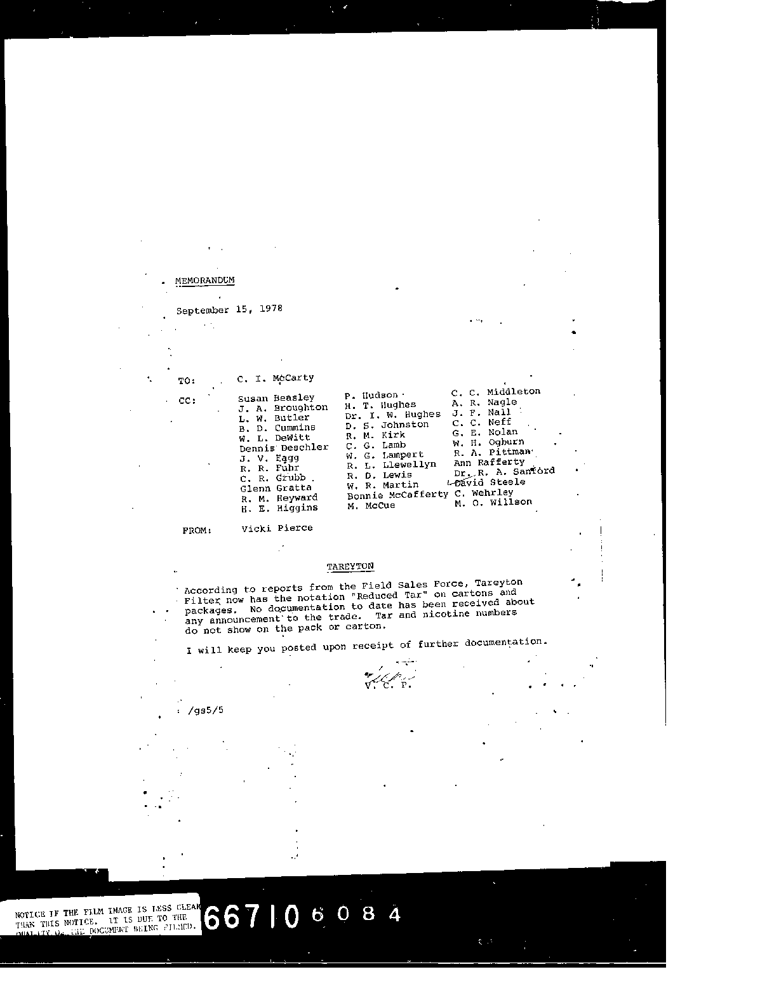 MEMORANDUM
September 15, 1978
TO: C. I. McCarty
CC: Susan Beasley
J. A. Broughton
L. W. Butler
B. D. Cummins
W. L. DeWitt
Dennis Deschler
J. V. Eagg
R. R. Fuhr
C. R. Grubb
Glenn Gratta
R. M. Heyward
H. E. Higgins
P. Hudson
H. T. Hughes
Dr. I. W. Hughes
D. S. Johnston
R. M. Kirk
C. G. Lamb
W. G. Lampert
R. L. Llewellyn
R. D. Lewis
W. R. Martin
Bonnie McCafferty
M. McCue
C. C. Middleton
A. R. Nagle
J. F. Nall
C. C. Neff
G. E. Nolan
W. H. Ogburn
R. A. Pittman
Ann Rafferty
Dr. R. A. Sanford
David Steele
C. Wehrley
M. O. Willson
FROM: Vicki Pierce
TAREYTON
According to reports from the Field Sales Force, Tareyton
Filter now has the notation "Reduced Tar" on cartons and
packages. No documentation to date has been received about
any announcement to the trade. Tar and nicotine numbers
do not show on the pack or carton.
I will keep you posted upon receipt of further documentation.
V. C. P.
/gs5/5
NOTICE IF THE FILM IMAGE IS LESS CLEAR
THAN THIS NOTICE. IT IS DUE TO THE
QUALITY OF THE DOCUMENT BEING FILMED.
667106084